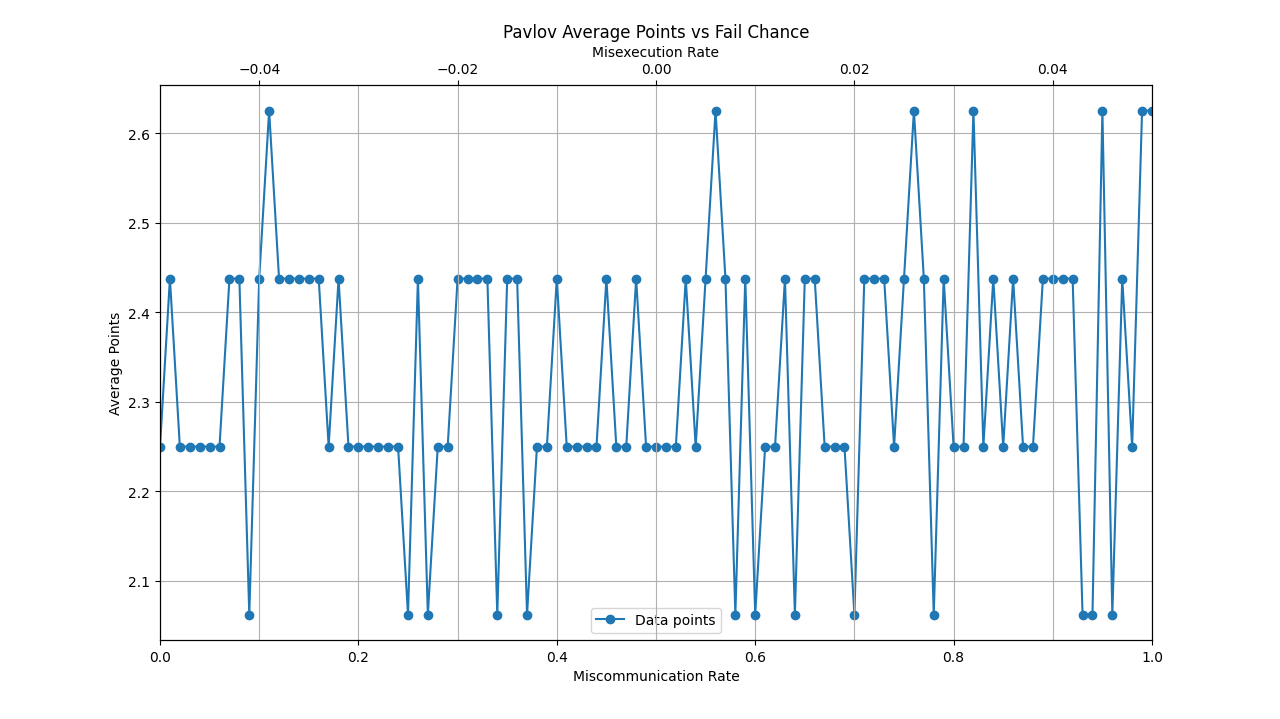 Pavlov Average Points vs Fail Chance
Misexecution Rate
−0.04 −0.02 0.00 0.02 0.04
2.6
2.5
2.4
2.3
2.2
2.1
Average Points
Data points
0.0 0.2 0.4 0.6 0.8 1.0
Miscommunication Rate